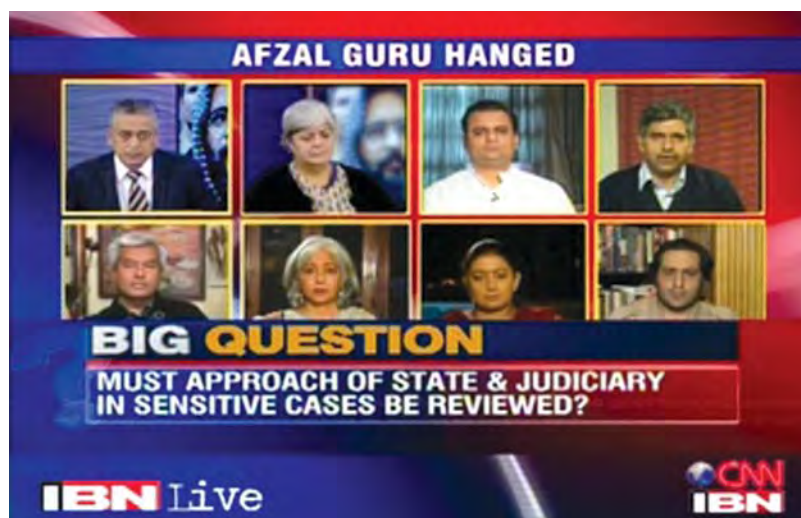 AFZAL GURU HANGED
BIG QUESTION
MUST APPROACH OF STATE & JUDICIARY
IN SENSITIVE CASES BE REVIEWED?
IBN Live
CNN
IBN